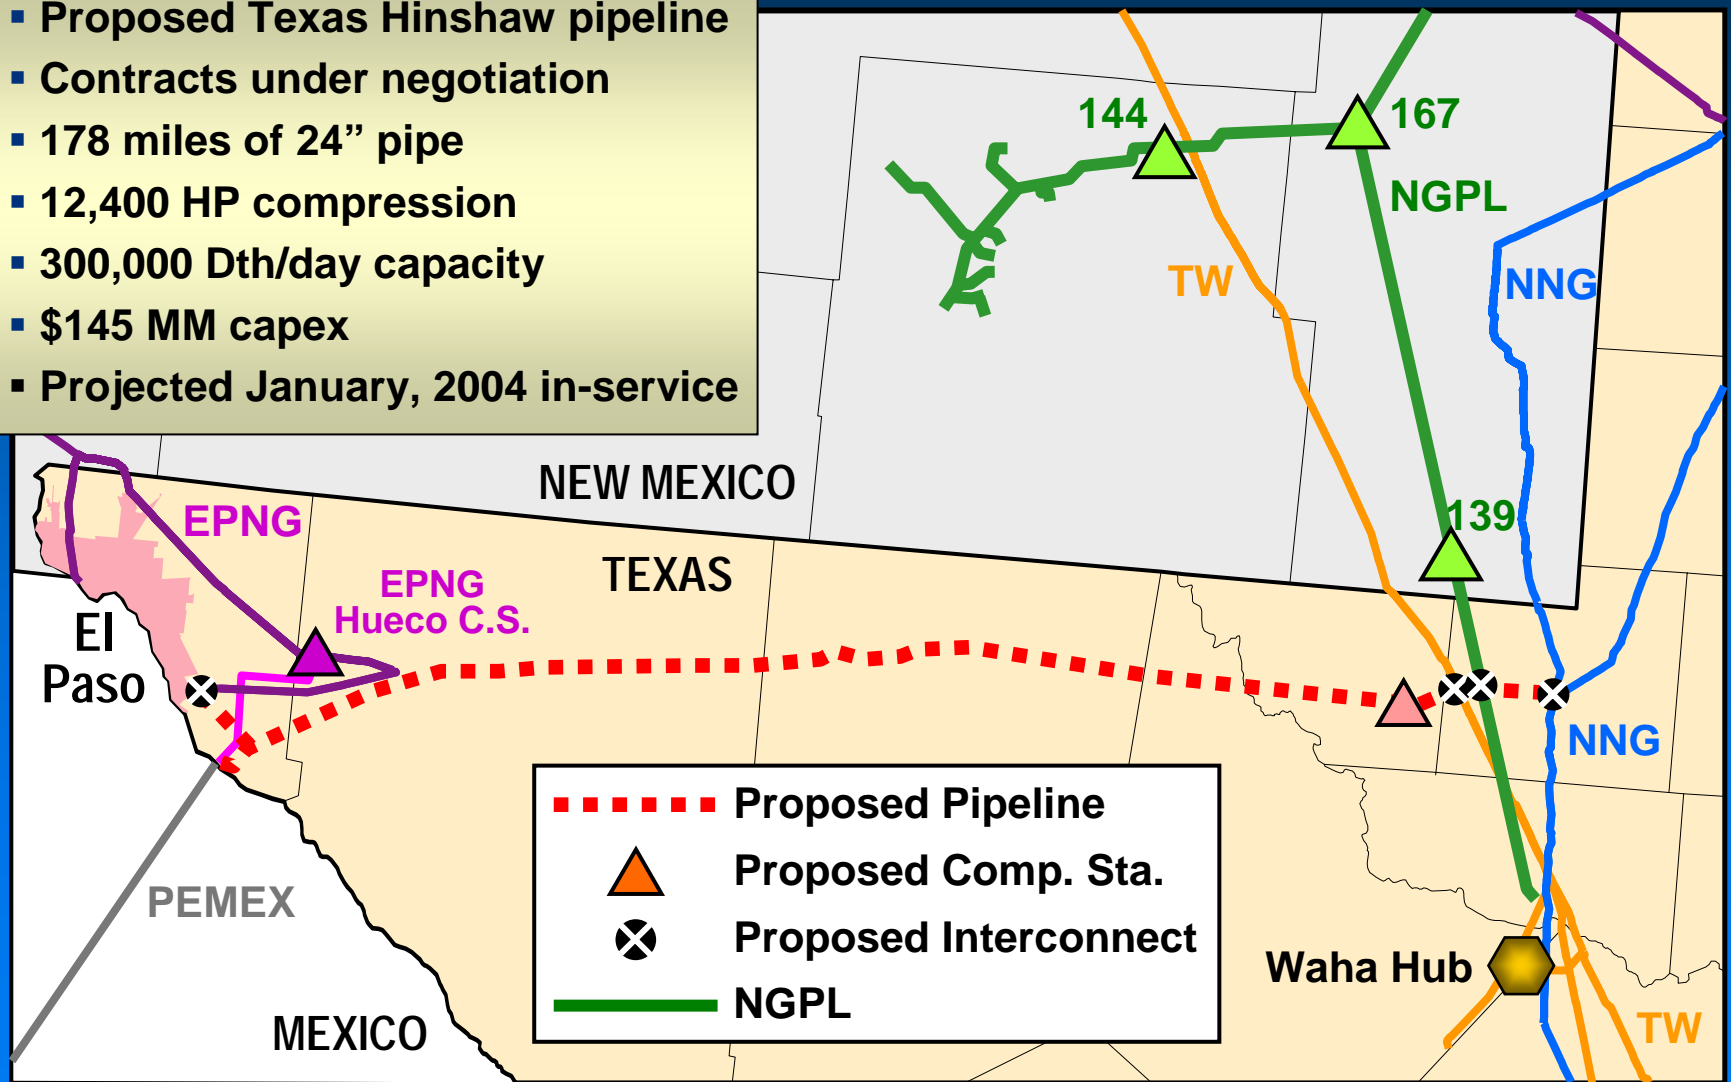 ▪ Proposed Texas Hinshaw pipeline
▪ Contracts under negotiation
▪ 178 miles of 24” pipe
▪ 12,400 HP compression
▪ 300,000 Dth/day capacity
▪ $145 MM capex
▪ Projected January, 2004 in-service
144
167
NGPL
TW
NNG
NEW MEXICO
139
EPNG
TEXAS
EPNG
Hueco C.S.
El
Paso
NNG
Proposed Pipeline
Proposed Comp. Sta.
Proposed Interconnect
NGPL
PEMEX
Waha Hub
MEXICO
TW